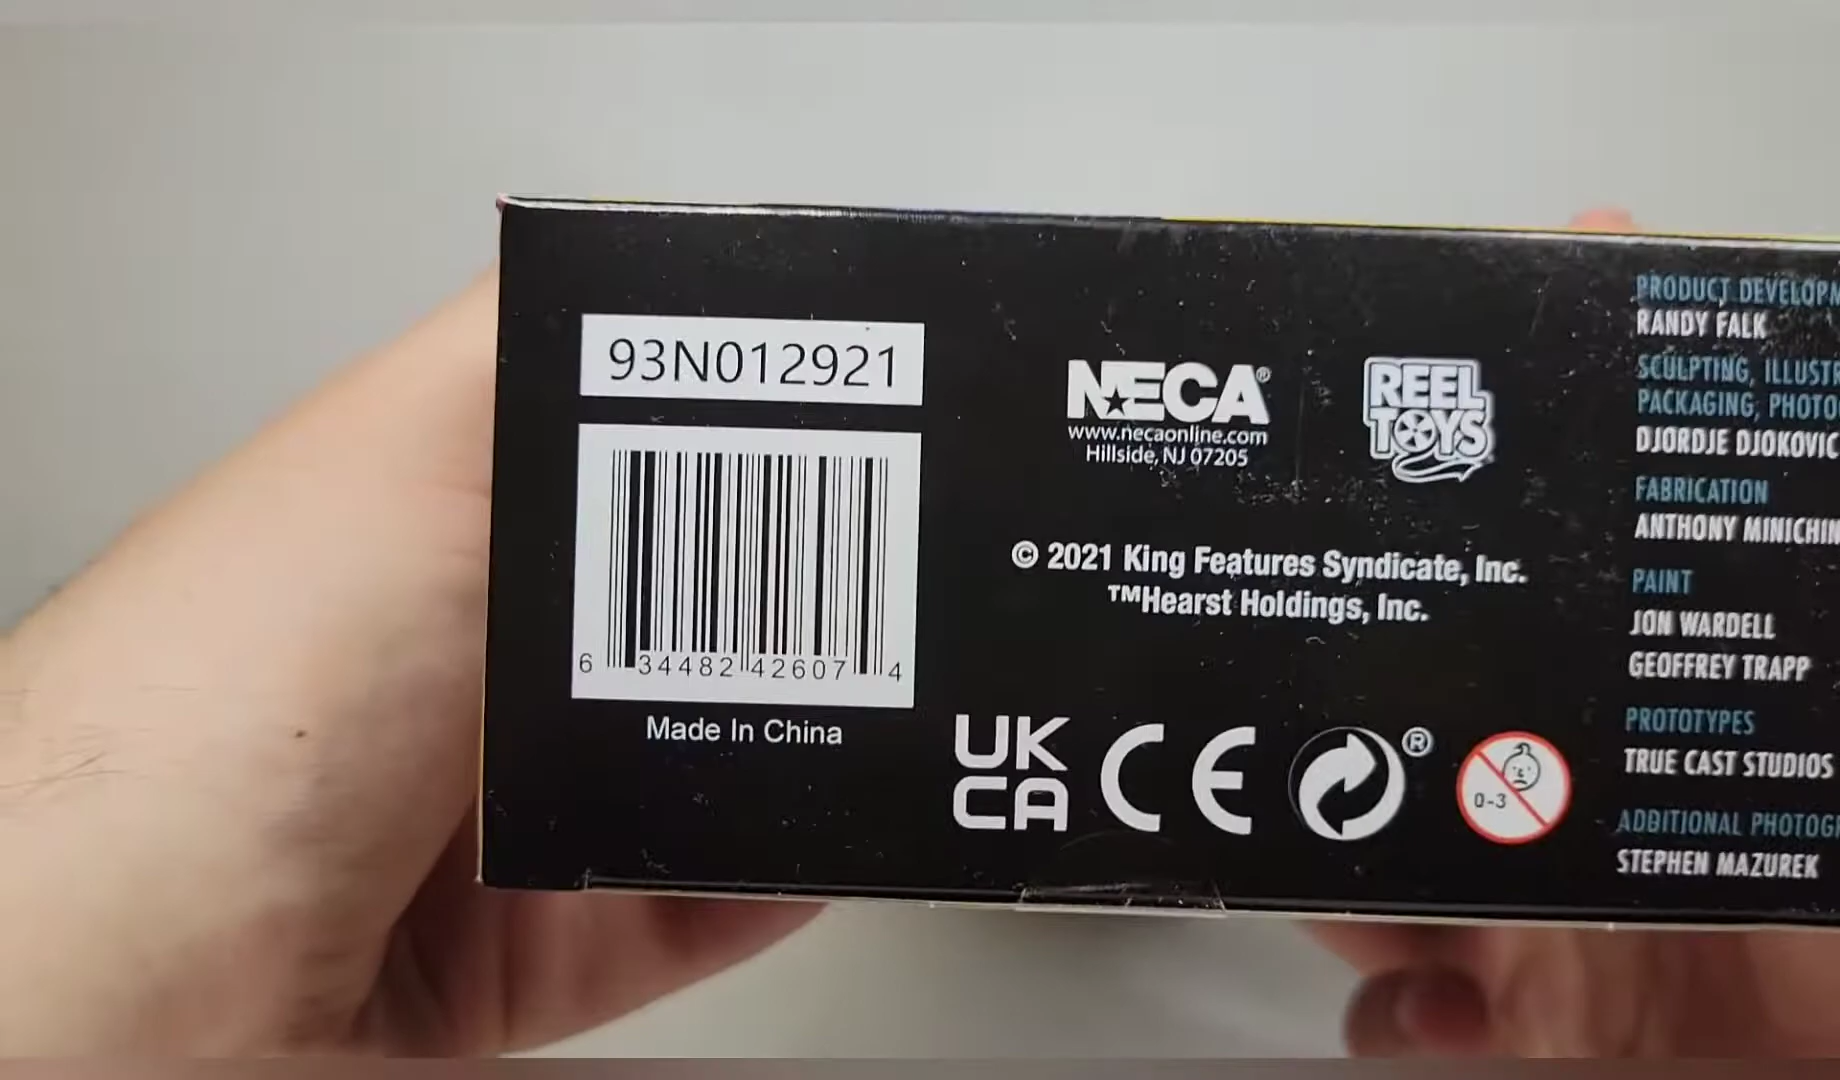 93N012921
6 34482 42607 4
Made In China
NECA®
www.necaonline.com
Hillside, NJ 07205
REEL
TOYS
© 2021 King Features Syndicate, Inc.
™Hearst Holdings, Inc.
UK
CA
CE
®
0-3
PRODUCT DEVELOPM
RANDY FALK
SCULPTING, ILLUSTR
PACKAGING, PHOTO
DJORDJE DJOKOVIC
FABRICATION
ANTHONY MINICHIN
PAINT
JON WARDELL
GEOFFREY TRAPP
PROTOTYPES
TRUE CAST STUDIOS
ADDITIONAL PHOTOGR
STEPHEN MAZUREK